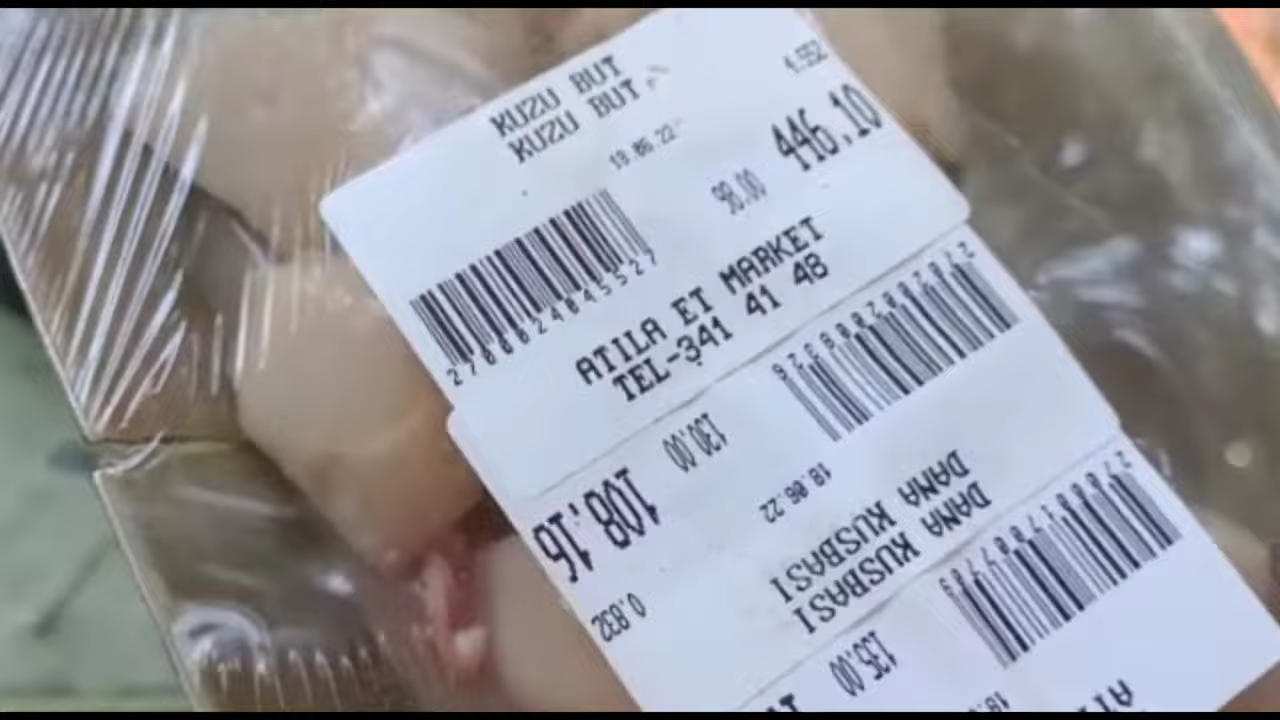 KUZU BUT
KUZU BUT
4.552
18.06.22
98.00
446.10
ATILA ET MARKET
TEL-341 41 48
DANA KUSBASI
DANA KUSBASI
0.832
18.06.22
130.00
108.16
135.00